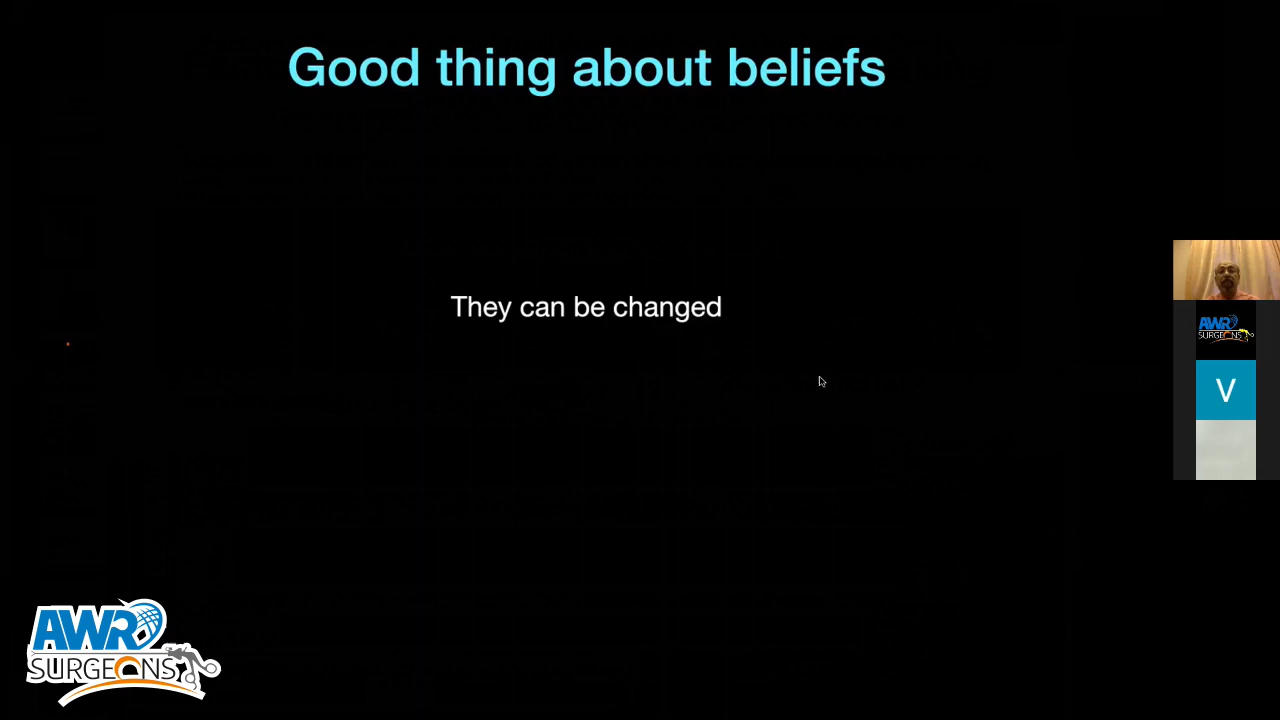 Good thing about beliefs
They can be changed
AWR
SURGEONS
V
AWR
SURGEONS